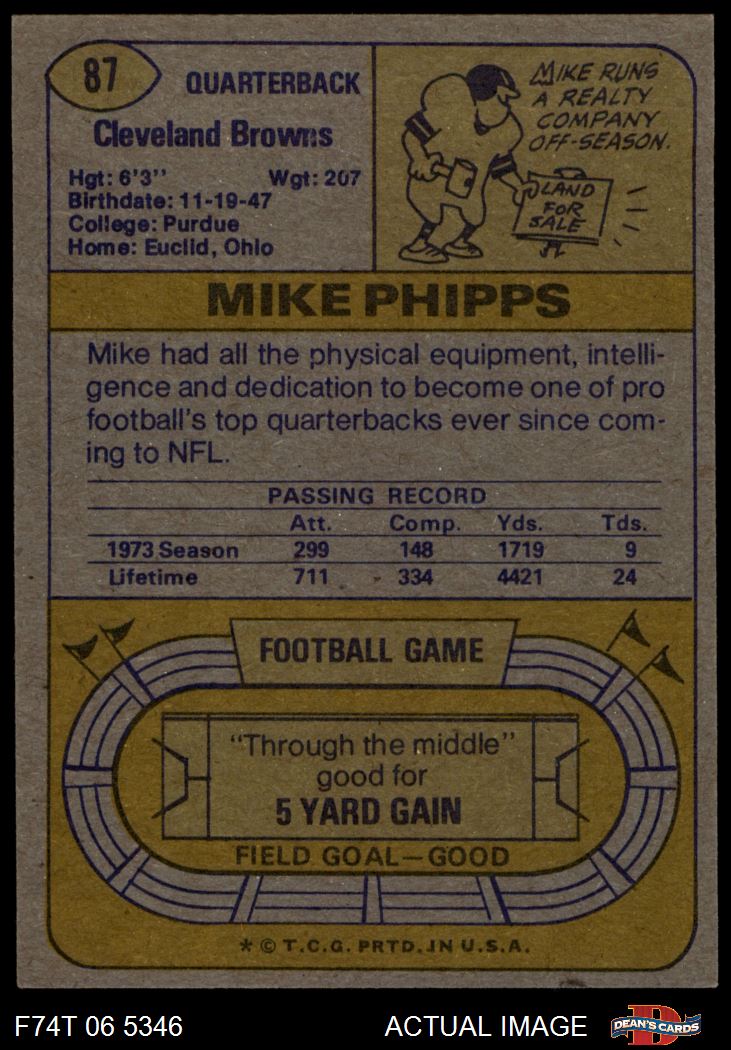 87
QUARTERBACK
Cleveland Browns
Hgt: 6'3" Wgt: 207
Birthdate: 11-19-47
College: Purdue
Home: Euclid, Ohio
MIKE RUNS
A REALTY
COMPANY
OFF-SEASON.
LAND
FOR
SALE
MIKE PHIPPS
Mike had all the physical equipment, intelli-
gence and dedication to become one of pro
football's top quarterbacks ever since com-
ing to NFL.
PASSING RECORD
Att. Comp. Yds. Tds.
1973 Season 299 148 1719 9
Lifetime 711 334 4421 24
FOOTBALL GAME
"Through the middle"
good for
5 YARD GAIN
FIELD GOAL—GOOD
* © T.C.G. PRTD. IN U.S.A.
F74T 06 5346 ACTUAL IMAGE
D
DEAN'S CARDS